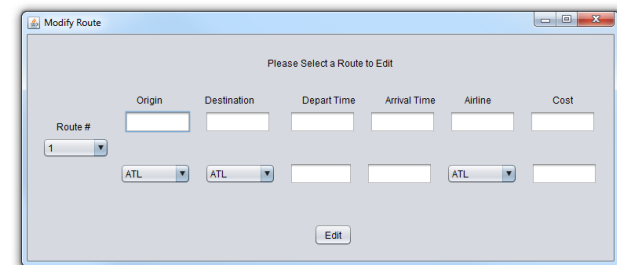 Modify Route
Please Select a Route to Edit
Origin Destination Depart Time Arrival Time Airline Cost
Route #
1
ATL ATL ATL
Edit